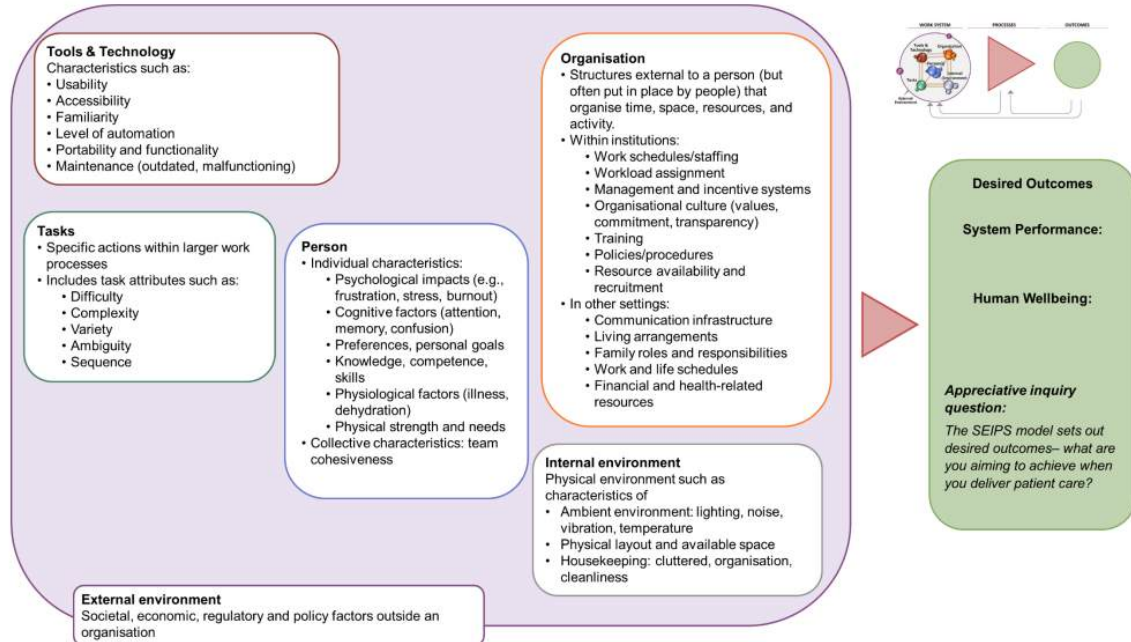 Tools & Technology
Characteristics such as:
• Usability
• Accessibility
• Familiarity
• Level of automation
• Portability and functionality
• Maintenance (outdated, malfunctioning)
Tasks
• Specific actions within larger work
processes
• Includes task attributes such as:
• Difficulty
• Complexity
• Variety
• Ambiguity
• Sequence
Person
• Individual characteristics:
• Psychological impacts (e.g.,
frustration, stress, burnout)
• Cognitive factors (attention,
memory, confusion)
• Preferences, personal goals
• Knowledge, competence,
skills
• Physiological factors (illness,
dehydration)
• Physical strength and needs
• Collective characteristics: team
cohesiveness
Organisation
• Structures external to a person (but
often put in place by people) that
organise time, space, resources, and
activity.
• Within institutions:
• Work schedules/staffing
• Workload assignment
• Management and incentive systems
• Organisational culture (values,
commitment, transparency)
• Training
• Policies/procedures
• Resource availability and
recruitment
• In other settings:
• Communication infrastructure
• Living arrangements
• Family roles and responsibilities
• Work and life schedules
• Financial and health-related
resources
Internal environment
Physical environment such as
characteristics of
• Ambient environment: lighting, noise,
vibration, temperature
• Physical layout and available space
• Housekeeping: cluttered, organisation,
cleanliness
External environment
Societal, economic, regulatory and policy factors outside an
organisation
WORK SYSTEM
PROCESSES
OUTCOMES
Tools &
Technology
Organisation
Person(s)
Tasks
Internal
Environment
External
Environment
Desired Outcomes
System Performance:
Human Wellbeing:
Appreciative inquiry
question:
The SEIPS model sets out
desired outcomes– what are
you aiming to achieve when
you deliver patient care?